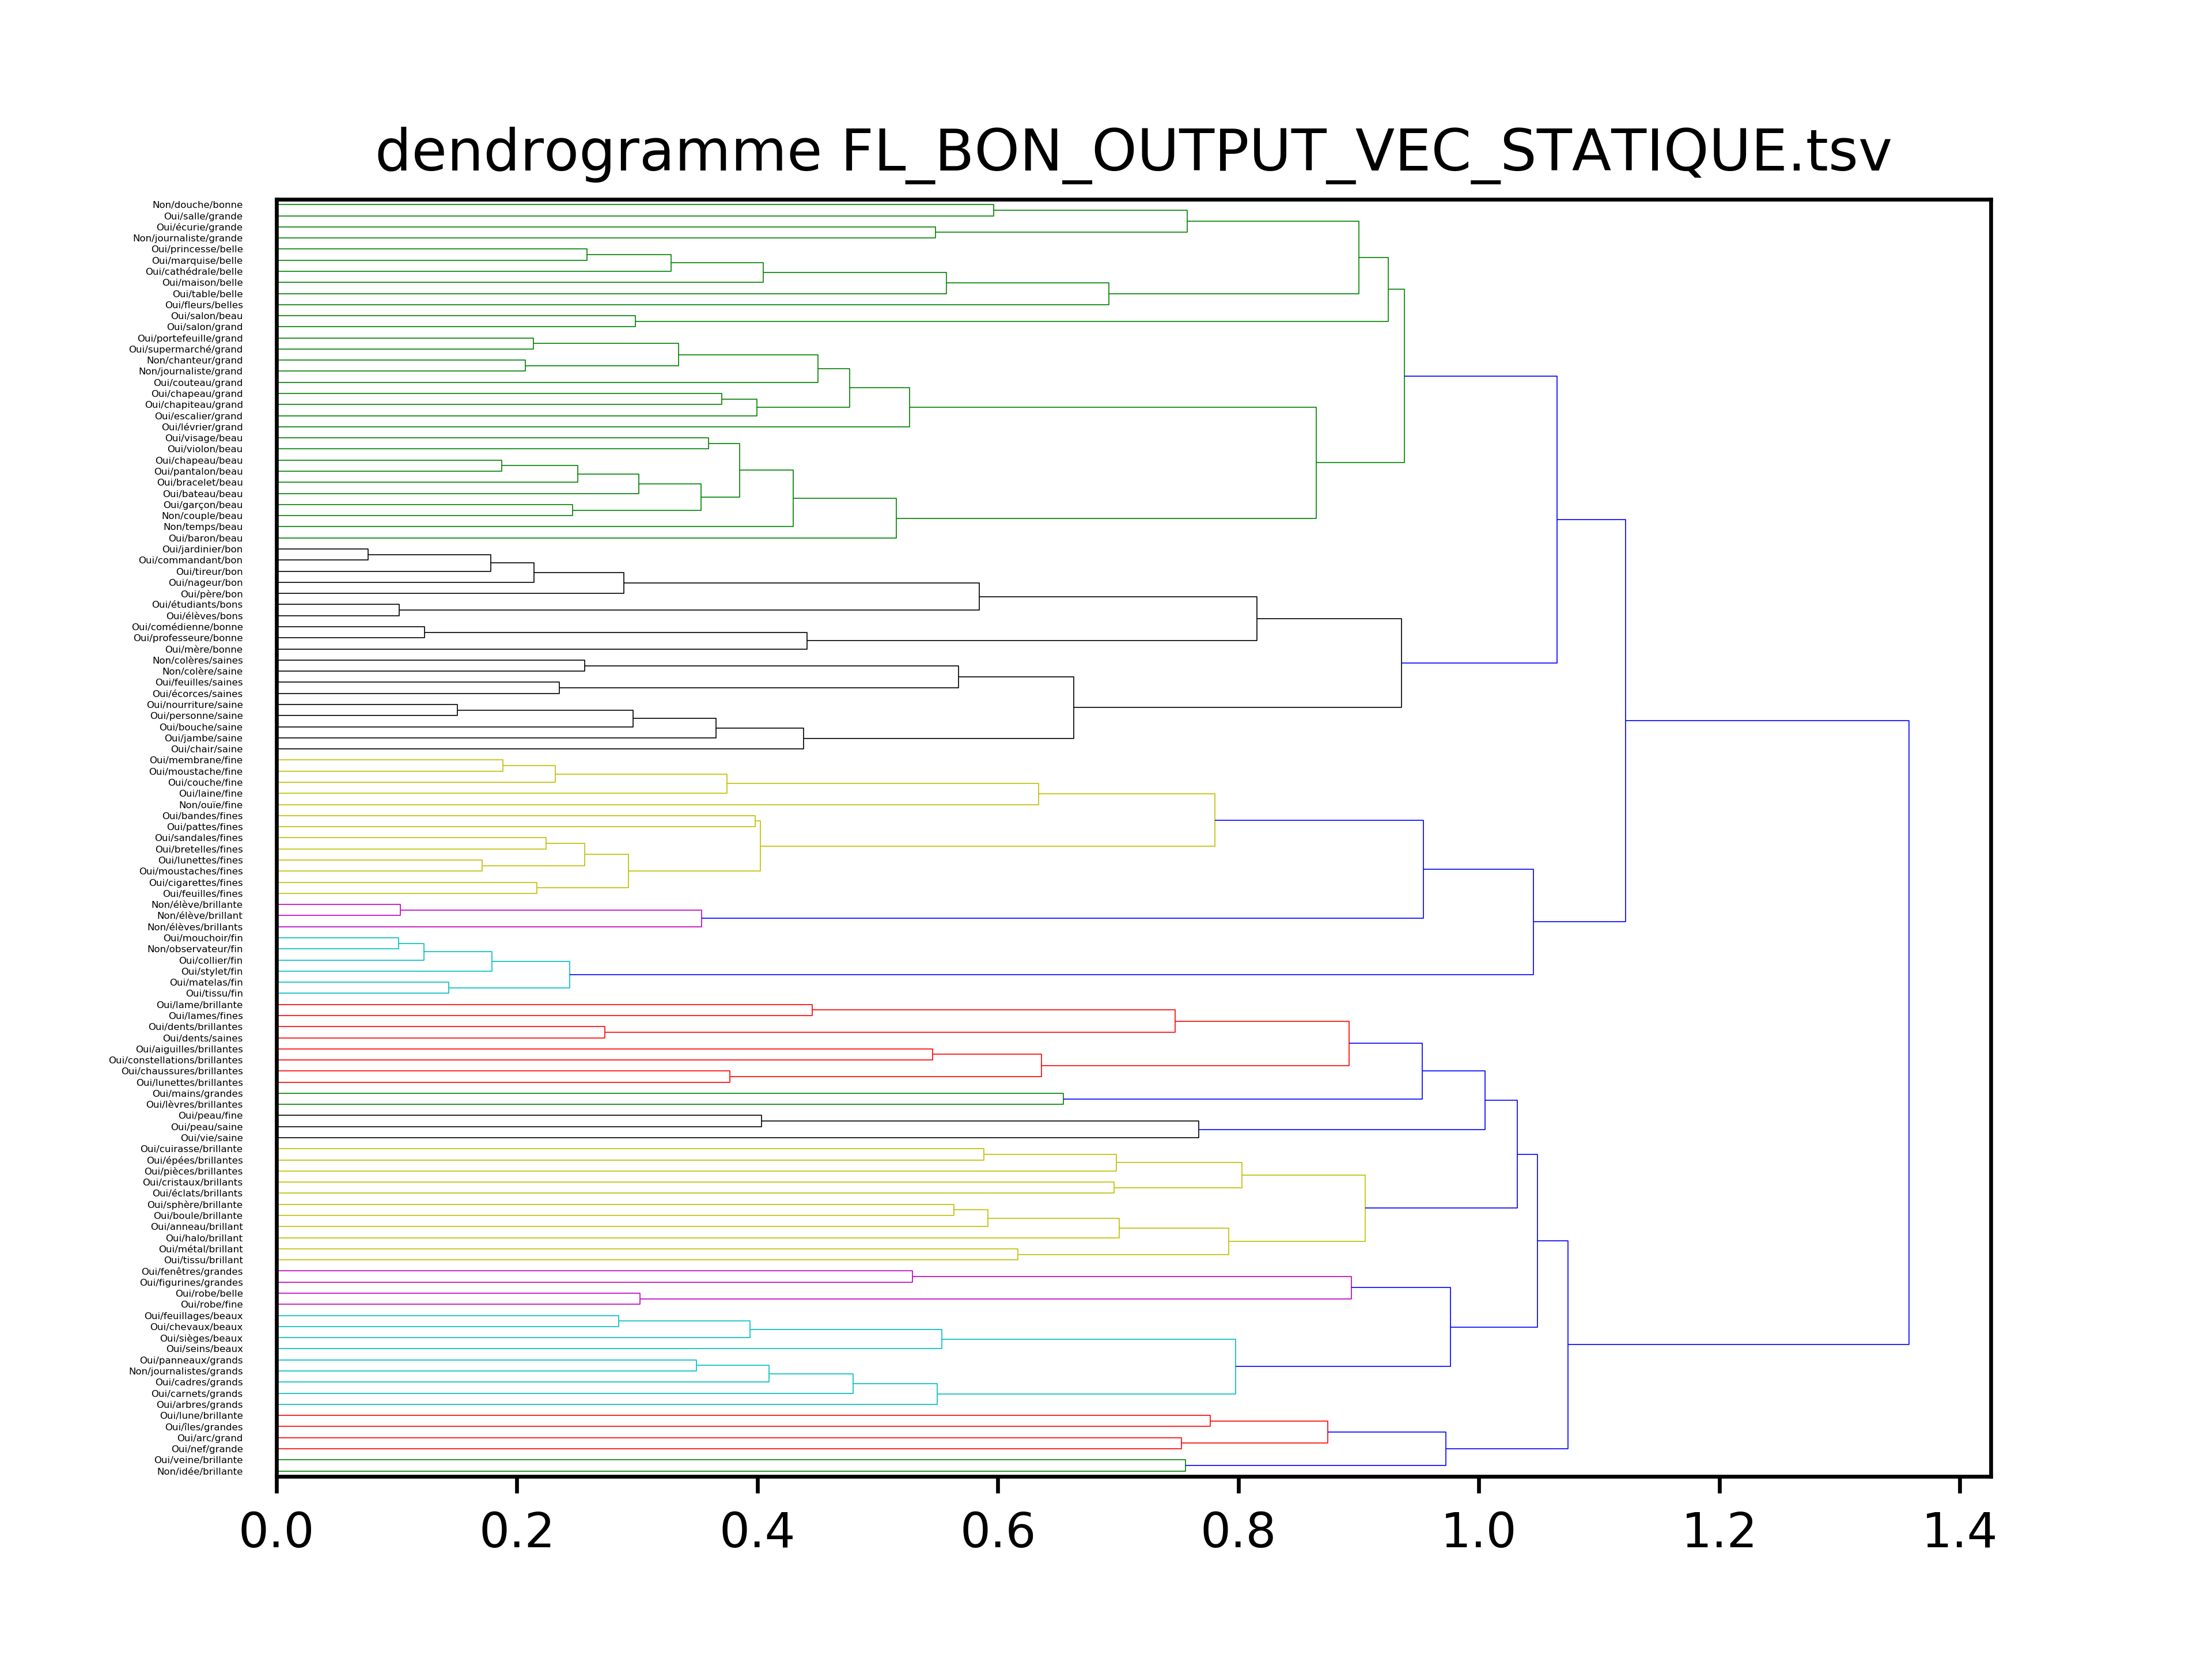 dendrogramme FL_BON_OUTPUT_VEC_STATIQUE.tsv
Non/douche/bonne
Oui/salle/grande
Oui/écurie/grande
Non/journaliste/grande
Oui/princesse/belle
Oui/marquise/belle
Oui/cathédrale/belle
Oui/maison/belle
Oui/table/belle
Oui/fleurs/belles
Oui/salon/beau
Oui/salon/grand
Oui/portefeuille/grand
Oui/supermarché/grand
Non/chanteur/grand
Non/journaliste/grand
Oui/couteau/grand
Oui/chapeau/grand
Oui/chapiteau/grand
Oui/escalier/grand
Oui/lévrier/grand
Oui/visage/beau
Oui/violon/beau
Oui/chapeau/beau
Oui/pantalon/beau
Oui/bracelet/beau
Oui/bateau/beau
Oui/garçon/beau
Non/couple/beau
Non/temps/beau
Oui/baron/beau
Oui/jardinier/bon
Oui/commandant/bon
Oui/tireur/bon
Oui/nageur/bon
Oui/père/bon
Oui/étudiants/bons
Oui/élèves/bons
Oui/comédienne/bonne
Oui/professeure/bonne
Oui/mère/bonne
Non/colères/saines
Non/colère/saine
Oui/feuilles/saines
Oui/écorces/saines
Oui/nourriture/saine
Oui/personne/saine
Oui/bouche/saine
Oui/jambe/saine
Oui/chair/saine
Oui/membrane/fine
Oui/moustache/fine
Oui/couche/fine
Oui/laine/fine
Non/ouïe/fine
Oui/bandes/fines
Oui/pattes/fines
Oui/sandales/fines
Oui/bretelles/fines
Oui/lunettes/fines
Oui/moustaches/fines
Oui/cigarettes/fines
Oui/feuilles/fines
Non/élève/brillante
Non/élève/brillant
Non/élèves/brillants
Oui/mouchoir/fin
Non/observateur/fin
Oui/collier/fin
Oui/stylet/fin
Oui/matelas/fin
Oui/tissu/fin
Oui/lame/brillante
Oui/lames/fines
Oui/dents/brillantes
Oui/dents/saines
Oui/aiguilles/brillantes
Oui/constellations/brillantes
Oui/chaussures/brillantes
Oui/lunettes/brillantes
Oui/mains/grandes
Oui/lèvres/brillantes
Oui/peau/fine
Oui/peau/saine
Oui/vie/saine
Oui/cuirasse/brillante
Oui/épées/brillantes
Oui/pièces/brillantes
Oui/cristaux/brillants
Oui/éclats/brillants
Oui/sphère/brillante
Oui/boule/brillante
Oui/anneau/brillant
Oui/halo/brillant
Oui/métal/brillant
Oui/tissu/brillant
Oui/fenêtres/grandes
Oui/figurines/grandes
Oui/robe/belle
Oui/robe/fine
Oui/feuillages/beaux
Oui/chevaux/beaux
Oui/sièges/beaux
Oui/seins/beaux
Oui/panneaux/grands
Non/journalistes/grands
Oui/cadres/grands
Oui/carnets/grands
Oui/arbres/grands
Oui/lune/brillante
Oui/îles/grandes
Oui/arc/grand
Oui/nef/grande
Oui/veine/brillante
Non/idée/brillante
0.0 0.2 0.4 0.6 0.8 1.0 1.2 1.4